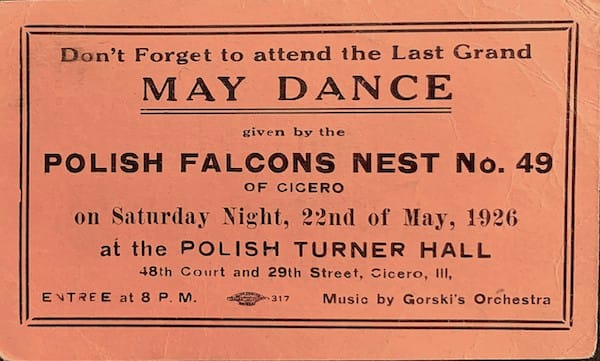 Don't Forget to attend the Last Grand
MAY DANCE
given by the
POLISH FALCONS NEST No. 49
OF CICERO
on Saturday Night, 22nd of May, 1926
at the POLISH TURNER HALL
48th Court and 29th Street, Cicero, Ill,
ENTREE at 8 P. M. 317 Music by Gorski's Orchestra